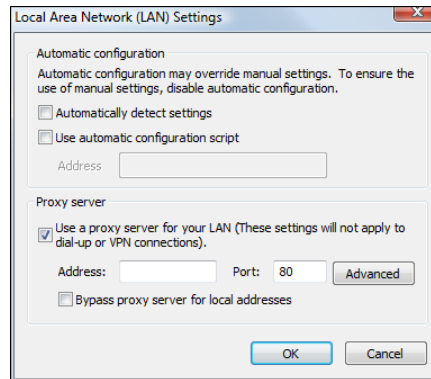 Local Area Network (LAN) Settings
Automatic configuration
Automatic configuration may override manual settings. To ensure the
use of manual settings, disable automatic configuration.
Automatically detect settings
Use automatic configuration script
Address
Proxy server
Use a proxy server for your LAN (These settings will not apply to
dial-up or VPN connections).
Address: Port: 80 Advanced
Bypass proxy server for local addresses
OK Cancel